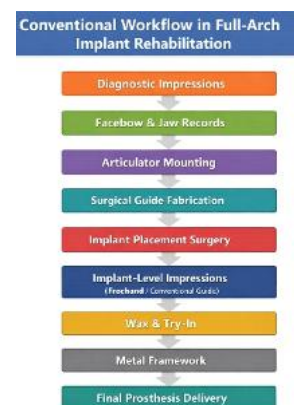 Conventional Workflow in Full-Arch
Implant Rehabilitation
Diagnostic Impressions
Facebow & Jaw Records
Articulator Mounting
Surgical Guide Fabrication
Implant Placement Surgery
Implant-Level Impressions
(Freehand / Conventional Guide)
Wax & Try-In
Metal Framework
Final Prosthesis Delivery